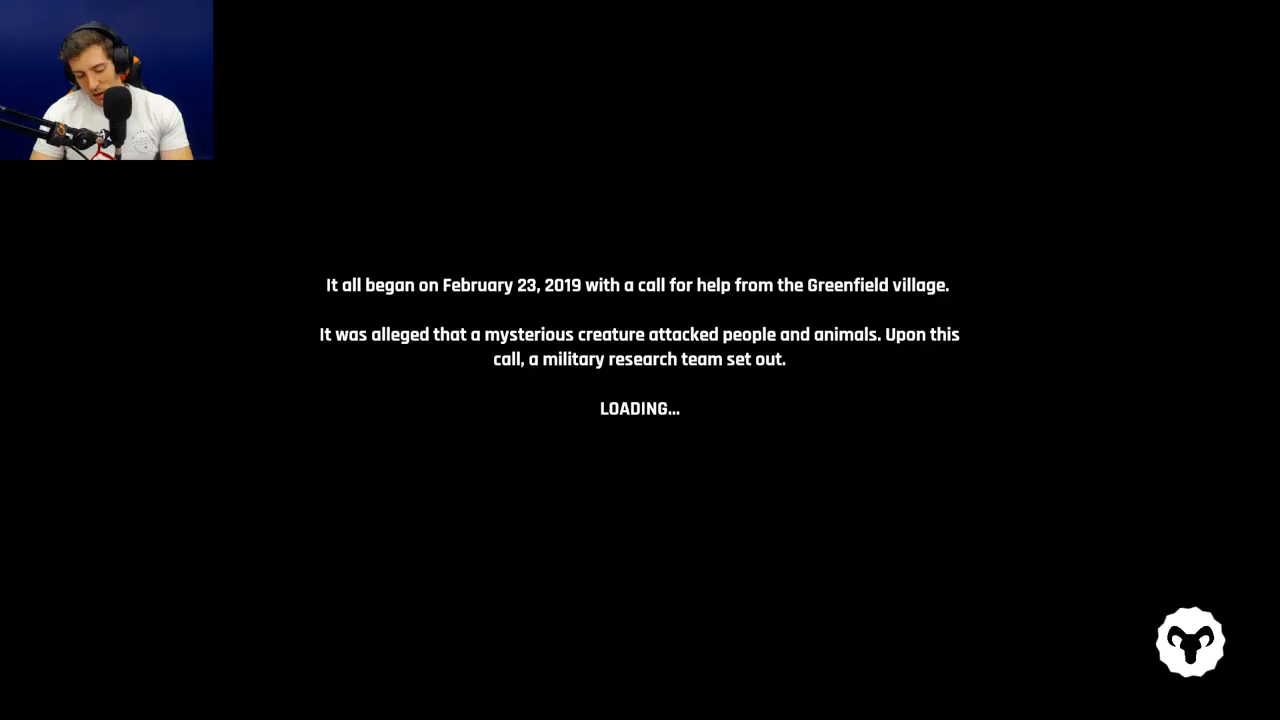 It all began on February 23, 2019 with a call for help from the Greenfield village.
It was alleged that a mysterious creature attacked people and animals. Upon this
call, a military research team set out.
LOADING...